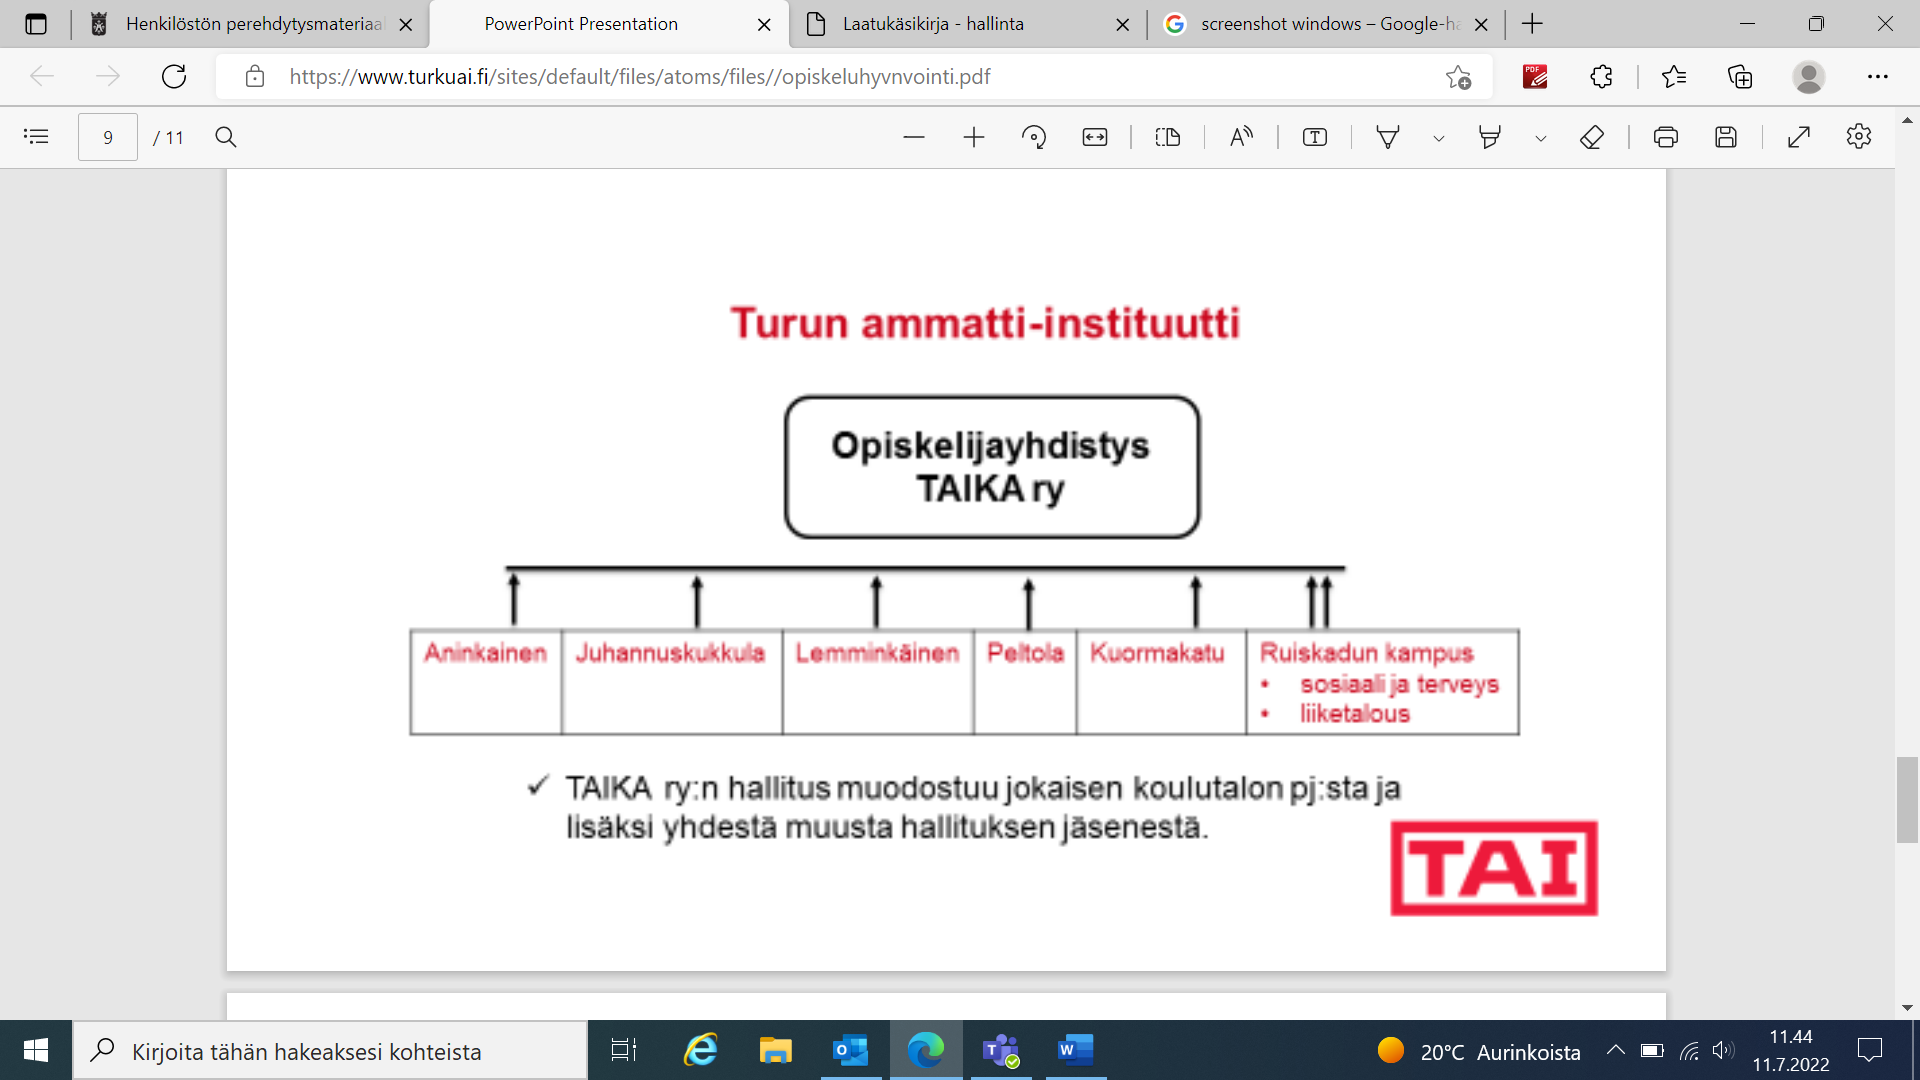 Henkilöstön perehdytysmateriaal
PowerPoint Presentation
Laatukäsikirja - hallinta
screenshot windows – Google-ha
https://www.turkuai.fi/sites/default/files/atoms/files//opiskeluhyvnvointi.pdf
PDF
9 / 11
Turun ammatti-instituutti
Opiskelijayhdistys
TAIKA ry
Aninkainen
Juhannuskukkula
Lemminkäinen
Peltola
Kuormakatu
Ruiskadun kampus
• sosiaali ja terveys
• liiketalous
✓ TAIKA ry:n hallitus muodostuu jokaisen koulutalon pj:sta ja
lisäksi yhdestä muusta hallituksen jäsenestä.
TAI
Kirjoita tähän hakeaksesi kohteista
20°C Aurinkoista
11.44
11.7.2022